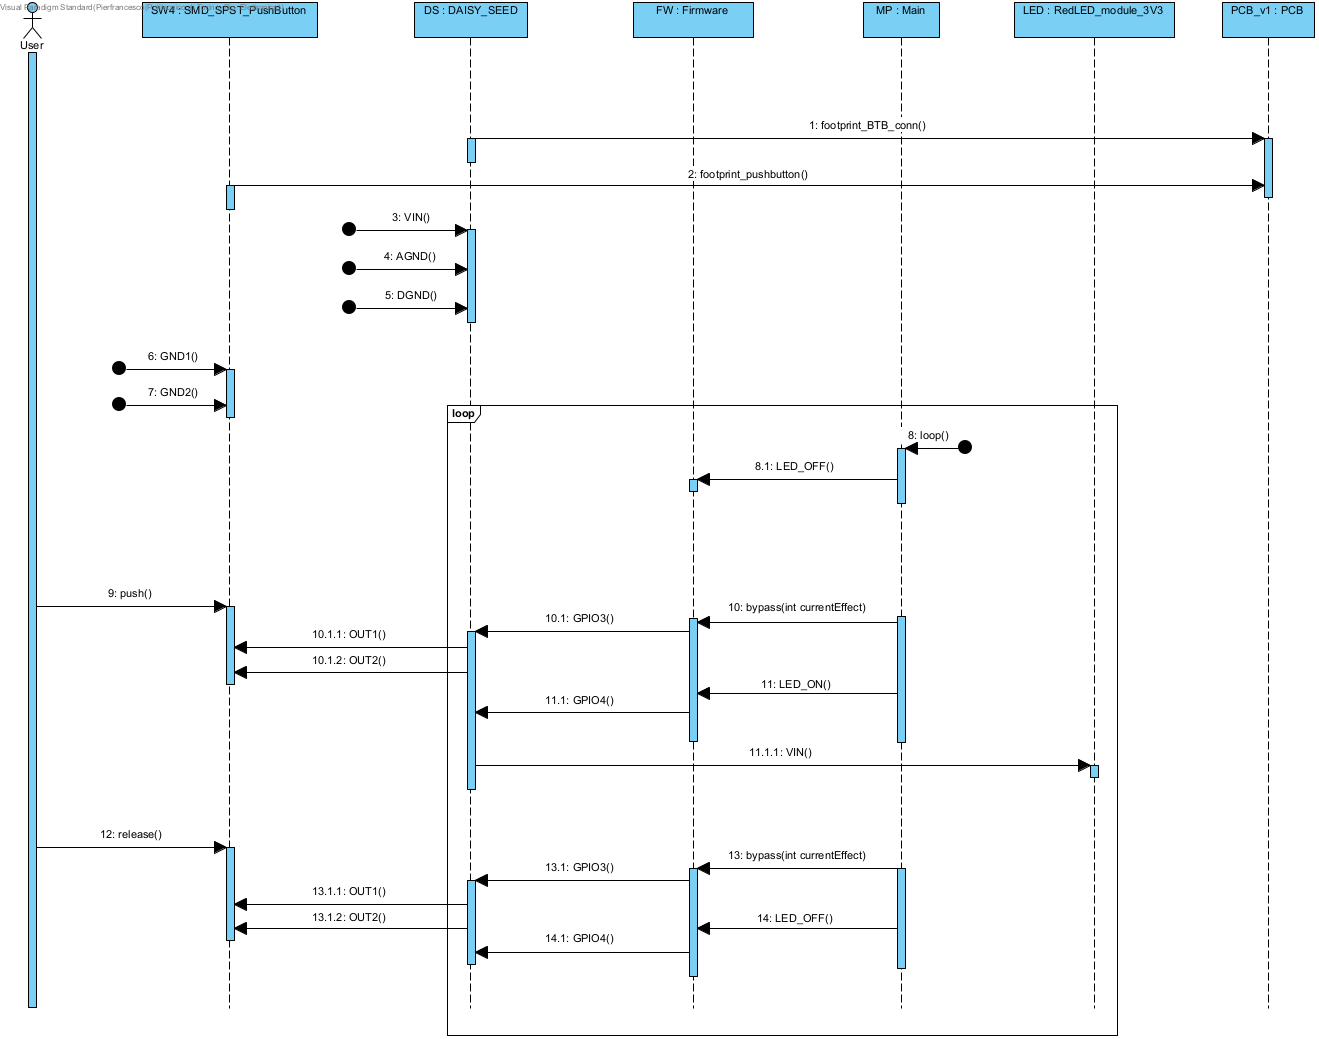 Visual Paradigm Standard(Pierfrancesco
SW4 : SMD_SPST_PushButton
DS : DAISY_SEED
FW : Firmware
MP : Main
LED : RedLED_module_3V3
PCB_v1 : PCB
User
1: footprint_BTB_conn()
2: footprint_pushbutton()
3: VIN()
4: AGND()
5: DGND()
6: GND1()
7: GND2()
loop
8: loop()
8.1: LED_OFF()
9: push()
10: bypass(int currentEffect)
10.1: GPIO3()
10.1.1: OUT1()
10.1.2: OUT2()
11: LED_ON()
11.1: GPIO4()
11.1.1: VIN()
12: release()
13: bypass(int currentEffect)
13.1: GPIO3()
13.1.1: OUT1()
13.1.2: OUT2()
14: LED_OFF()
14.1: GPIO4()